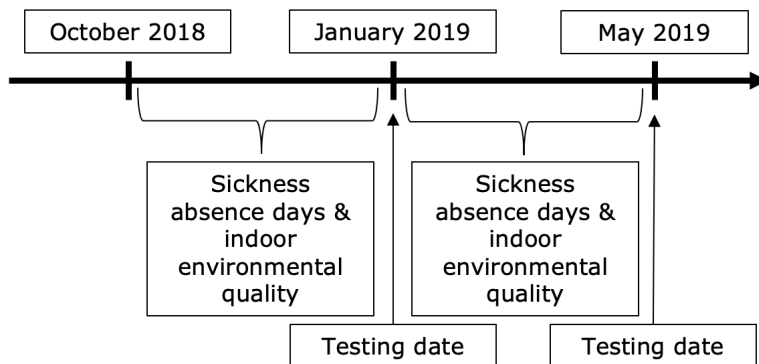 October 2018
January 2019
May 2019
Sickness
absence days &
indoor
environmental
quality
Sickness
absence days &
indoor
environmental
quality
Testing date
Testing date